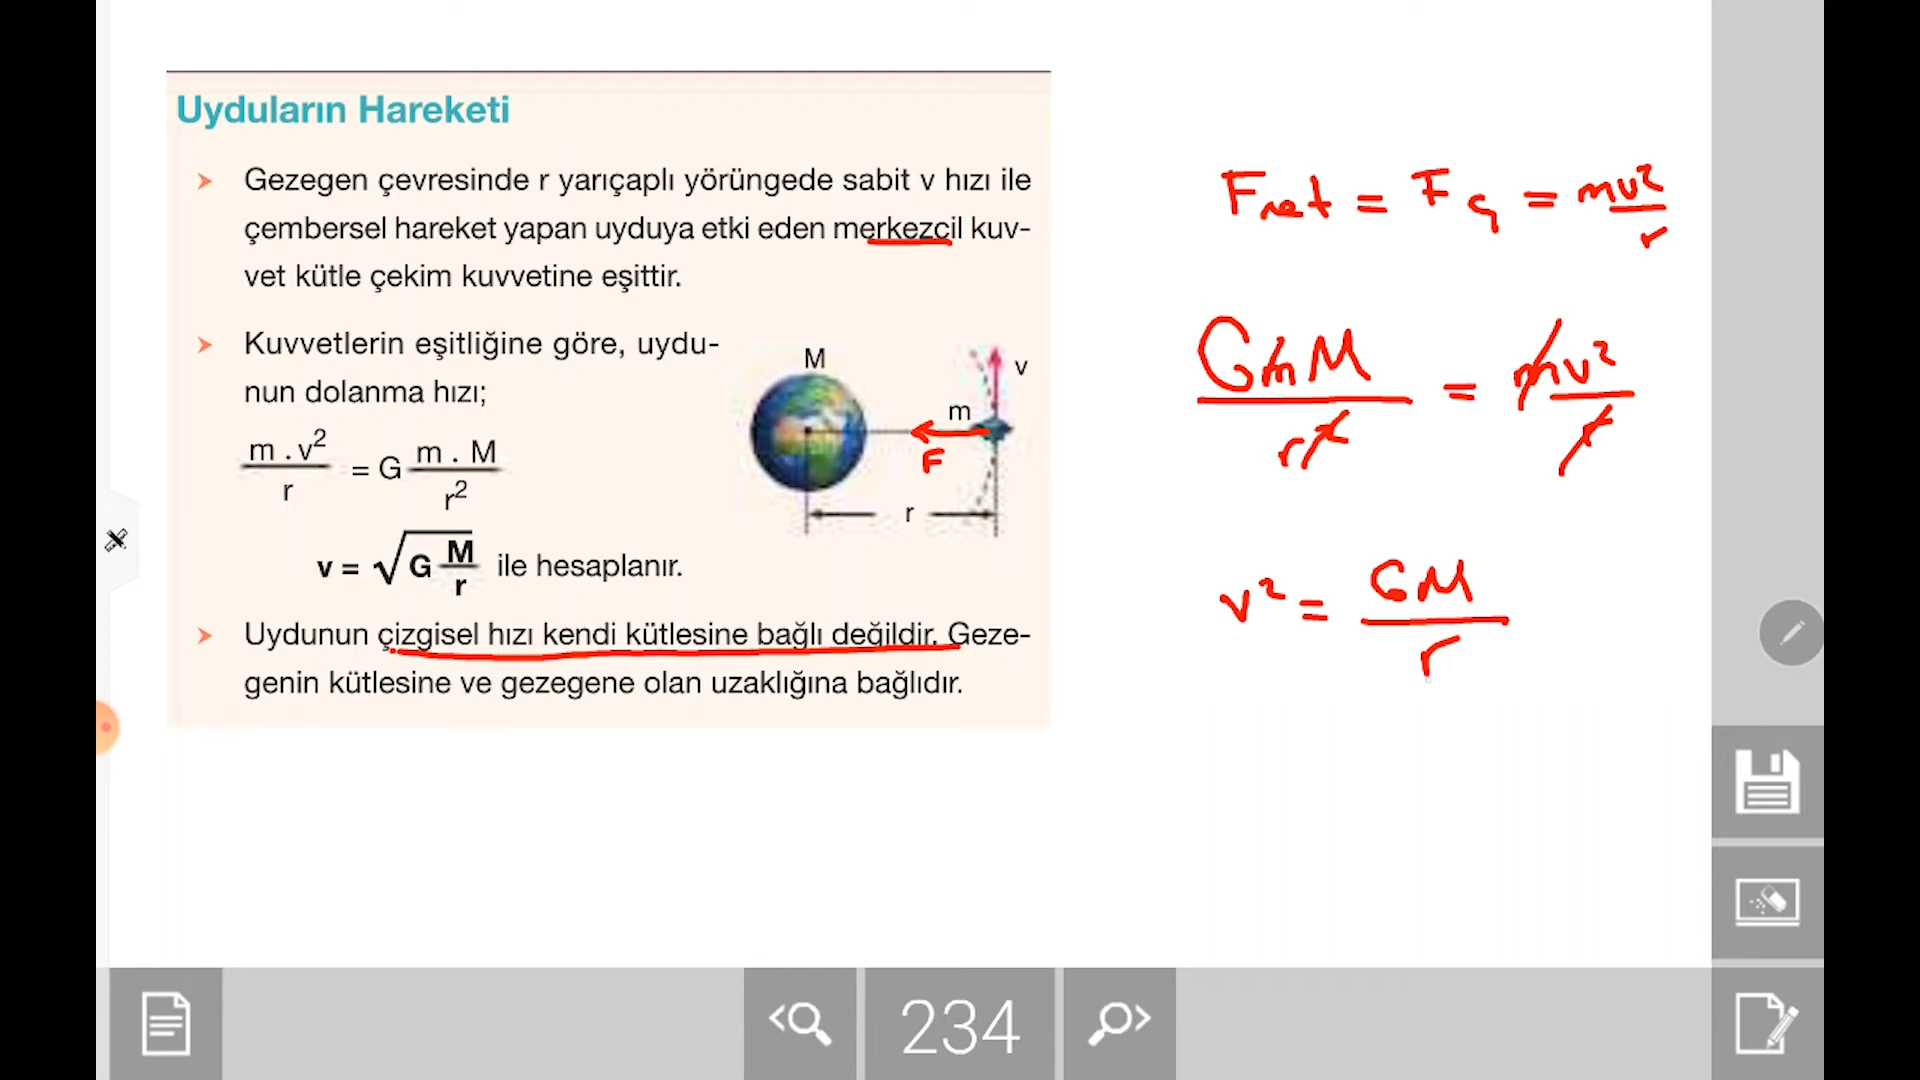 Uyduların Hareketi
Gezegen çevresinde r yarıçaplı yörüngede sabit v hızı ile
çembersel hareket yapan uyduya etki eden merkezcil kuv-
vet kütle çekim kuvvetine eşittir.
Kuvvetlerin eşitliğine göre, uydu-
nun dolanma hızı;
m . v² / r = G m . M / r²
v = √G M/r ile hesaplanır.
Uydunun çizgisel hızı kendi kütlesine bağlı değildir. Geze-
genin kütlesine ve gezegene olan uzaklığına bağlıdır.
M
v
m
F
r
Fnet = Fç = mv² / r
GmM / r² = mv² / r
v² = GM / r
234